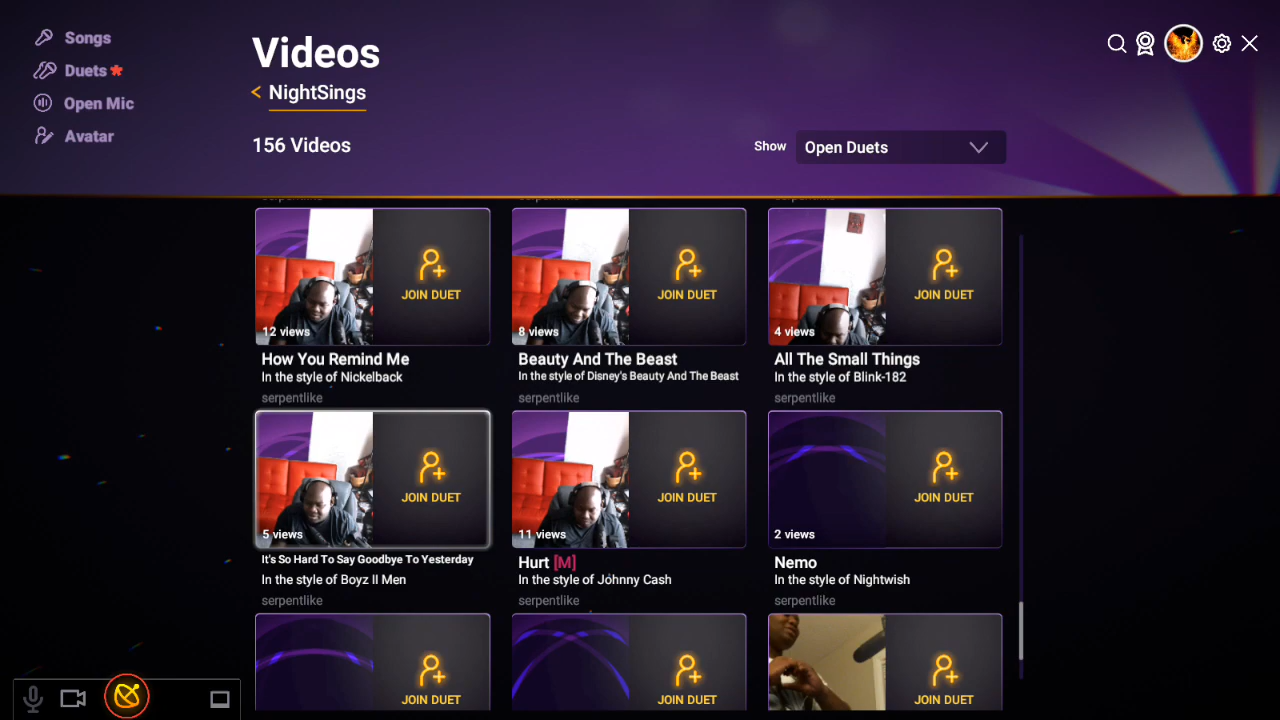 Songs
Duets *
Open Mic
Avatar
Videos
< NightSings
156 Videos
Show
Open Duets
serpentlike
serpentlike
serpentlike
JOIN DUET
12 views
JOIN DUET
8 views
JOIN DUET
4 views
How You Remind Me
In the style of Nickelback
serpentlike
Beauty And The Beast
In the style of Disney's Beauty And The Beast
serpentlike
All The Small Things
In the style of Blink-182
serpentlike
JOIN DUET
5 views
JOIN DUET
11 views
JOIN DUET
2 views
It's So Hard To Say Goodbye To Yesterday
In the style of Boyz II Men
serpentlike
Hurt [M]
In the style of Johnny Cash
serpentlike
Nemo
In the style of Nightwish
serpentlike
JOIN DUET
JOIN DUET
JOIN DUET